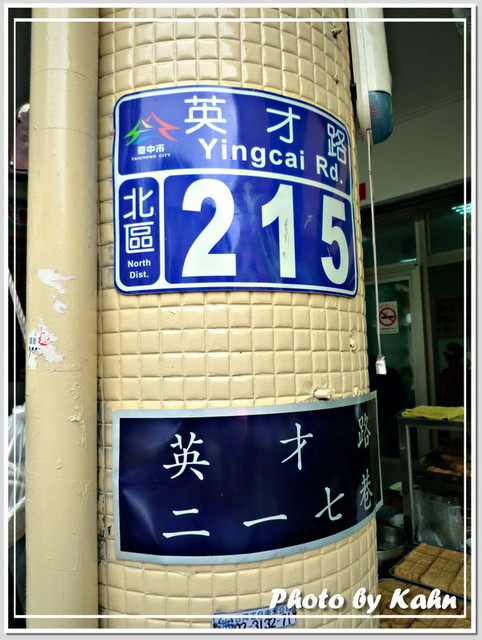 英才路
Yingcai Rd.
臺中市
TAICHUNG CITY
北區
North
Dist.
215
英才路
二一七巷
Photo by Kahn